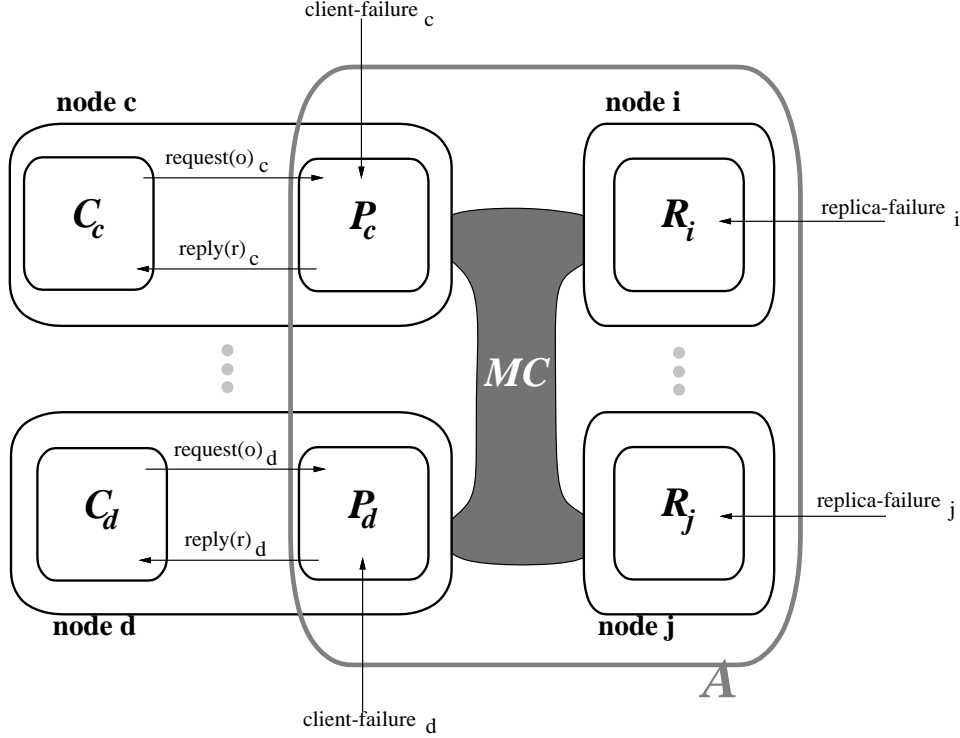 client-failure c
node c
node i
request(o) c
C c
P c
R i
replica-failure i
reply(r) c
MC
request(o) d
C d
P d
R j
replica-failure j
reply(r) d
node d
node j
A
client-failure d